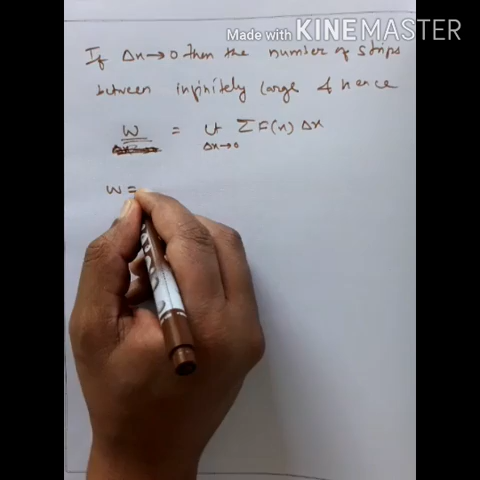 Made with KINEMASTER
If Δx→0 then the number of strips
between infinitely large & hence
W = Lt Σ F(x) Δx
Δx→0
W =